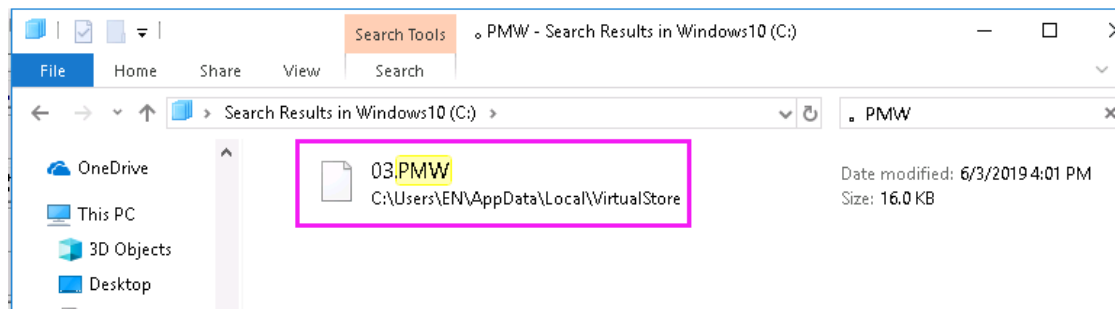 Search Tools
。PMW - Search Results in Windows10 (C:)
File
Home
Share
View
Search
Search Results in Windows10 (C:)
。PMW
OneDrive
This PC
3D Objects
Desktop
03.PMW
C:\Users\EN\AppData\Local\VirtualStore
Date modified: 6/3/2019 4:01 PM
Size: 16.0 KB